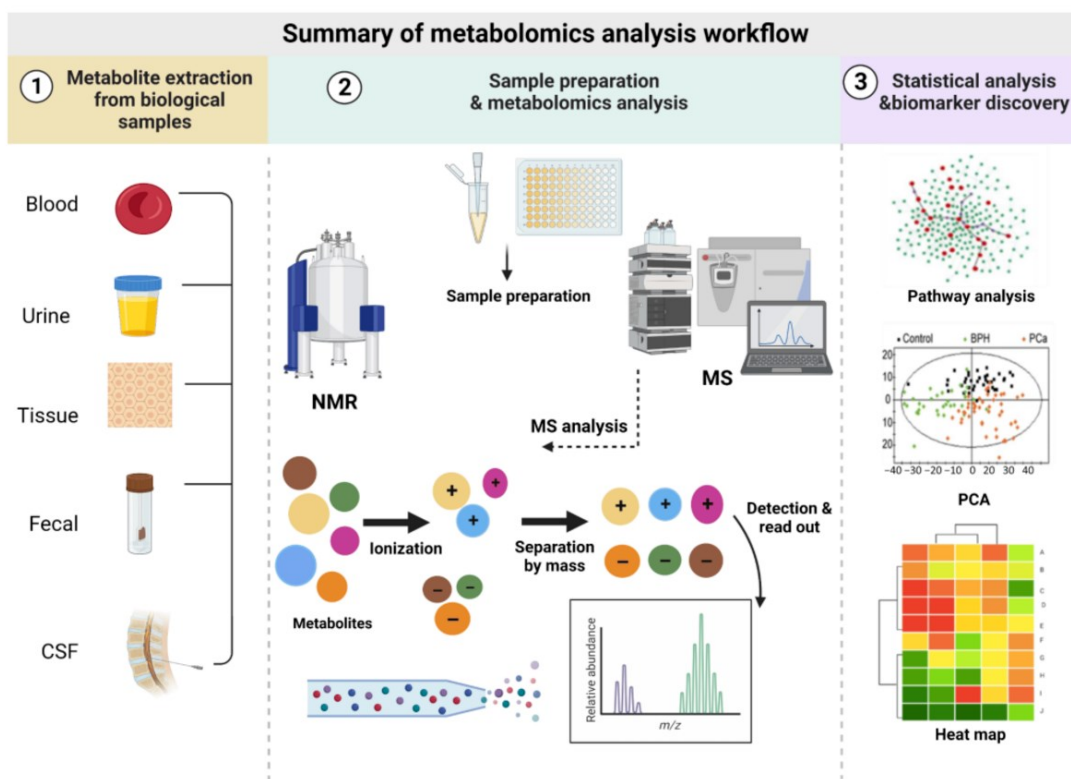 Summary of metabolomics analysis workflow
1
Metabolite extraction
from biological
samples
2
Sample preparation
& metabolomics analysis
3
Statistical analysis
&biomarker discovery
Blood
Urine
Tissue
Fecal
CSF
Sample preparation
NMR
MS
MS analysis
+
+
+
Ionization
−
−
−
Metabolites
Separation
by mass
+
+
+
−
−
−
Detection &
read out
Relative abundance
m/z
Pathway analysis
Control BPH PCa
20
10
0
10
20
−40 −30 −20 −10 0 10 20 30 40
PCA
A
B
C
D
E
F
G
H
I
J
Heat map